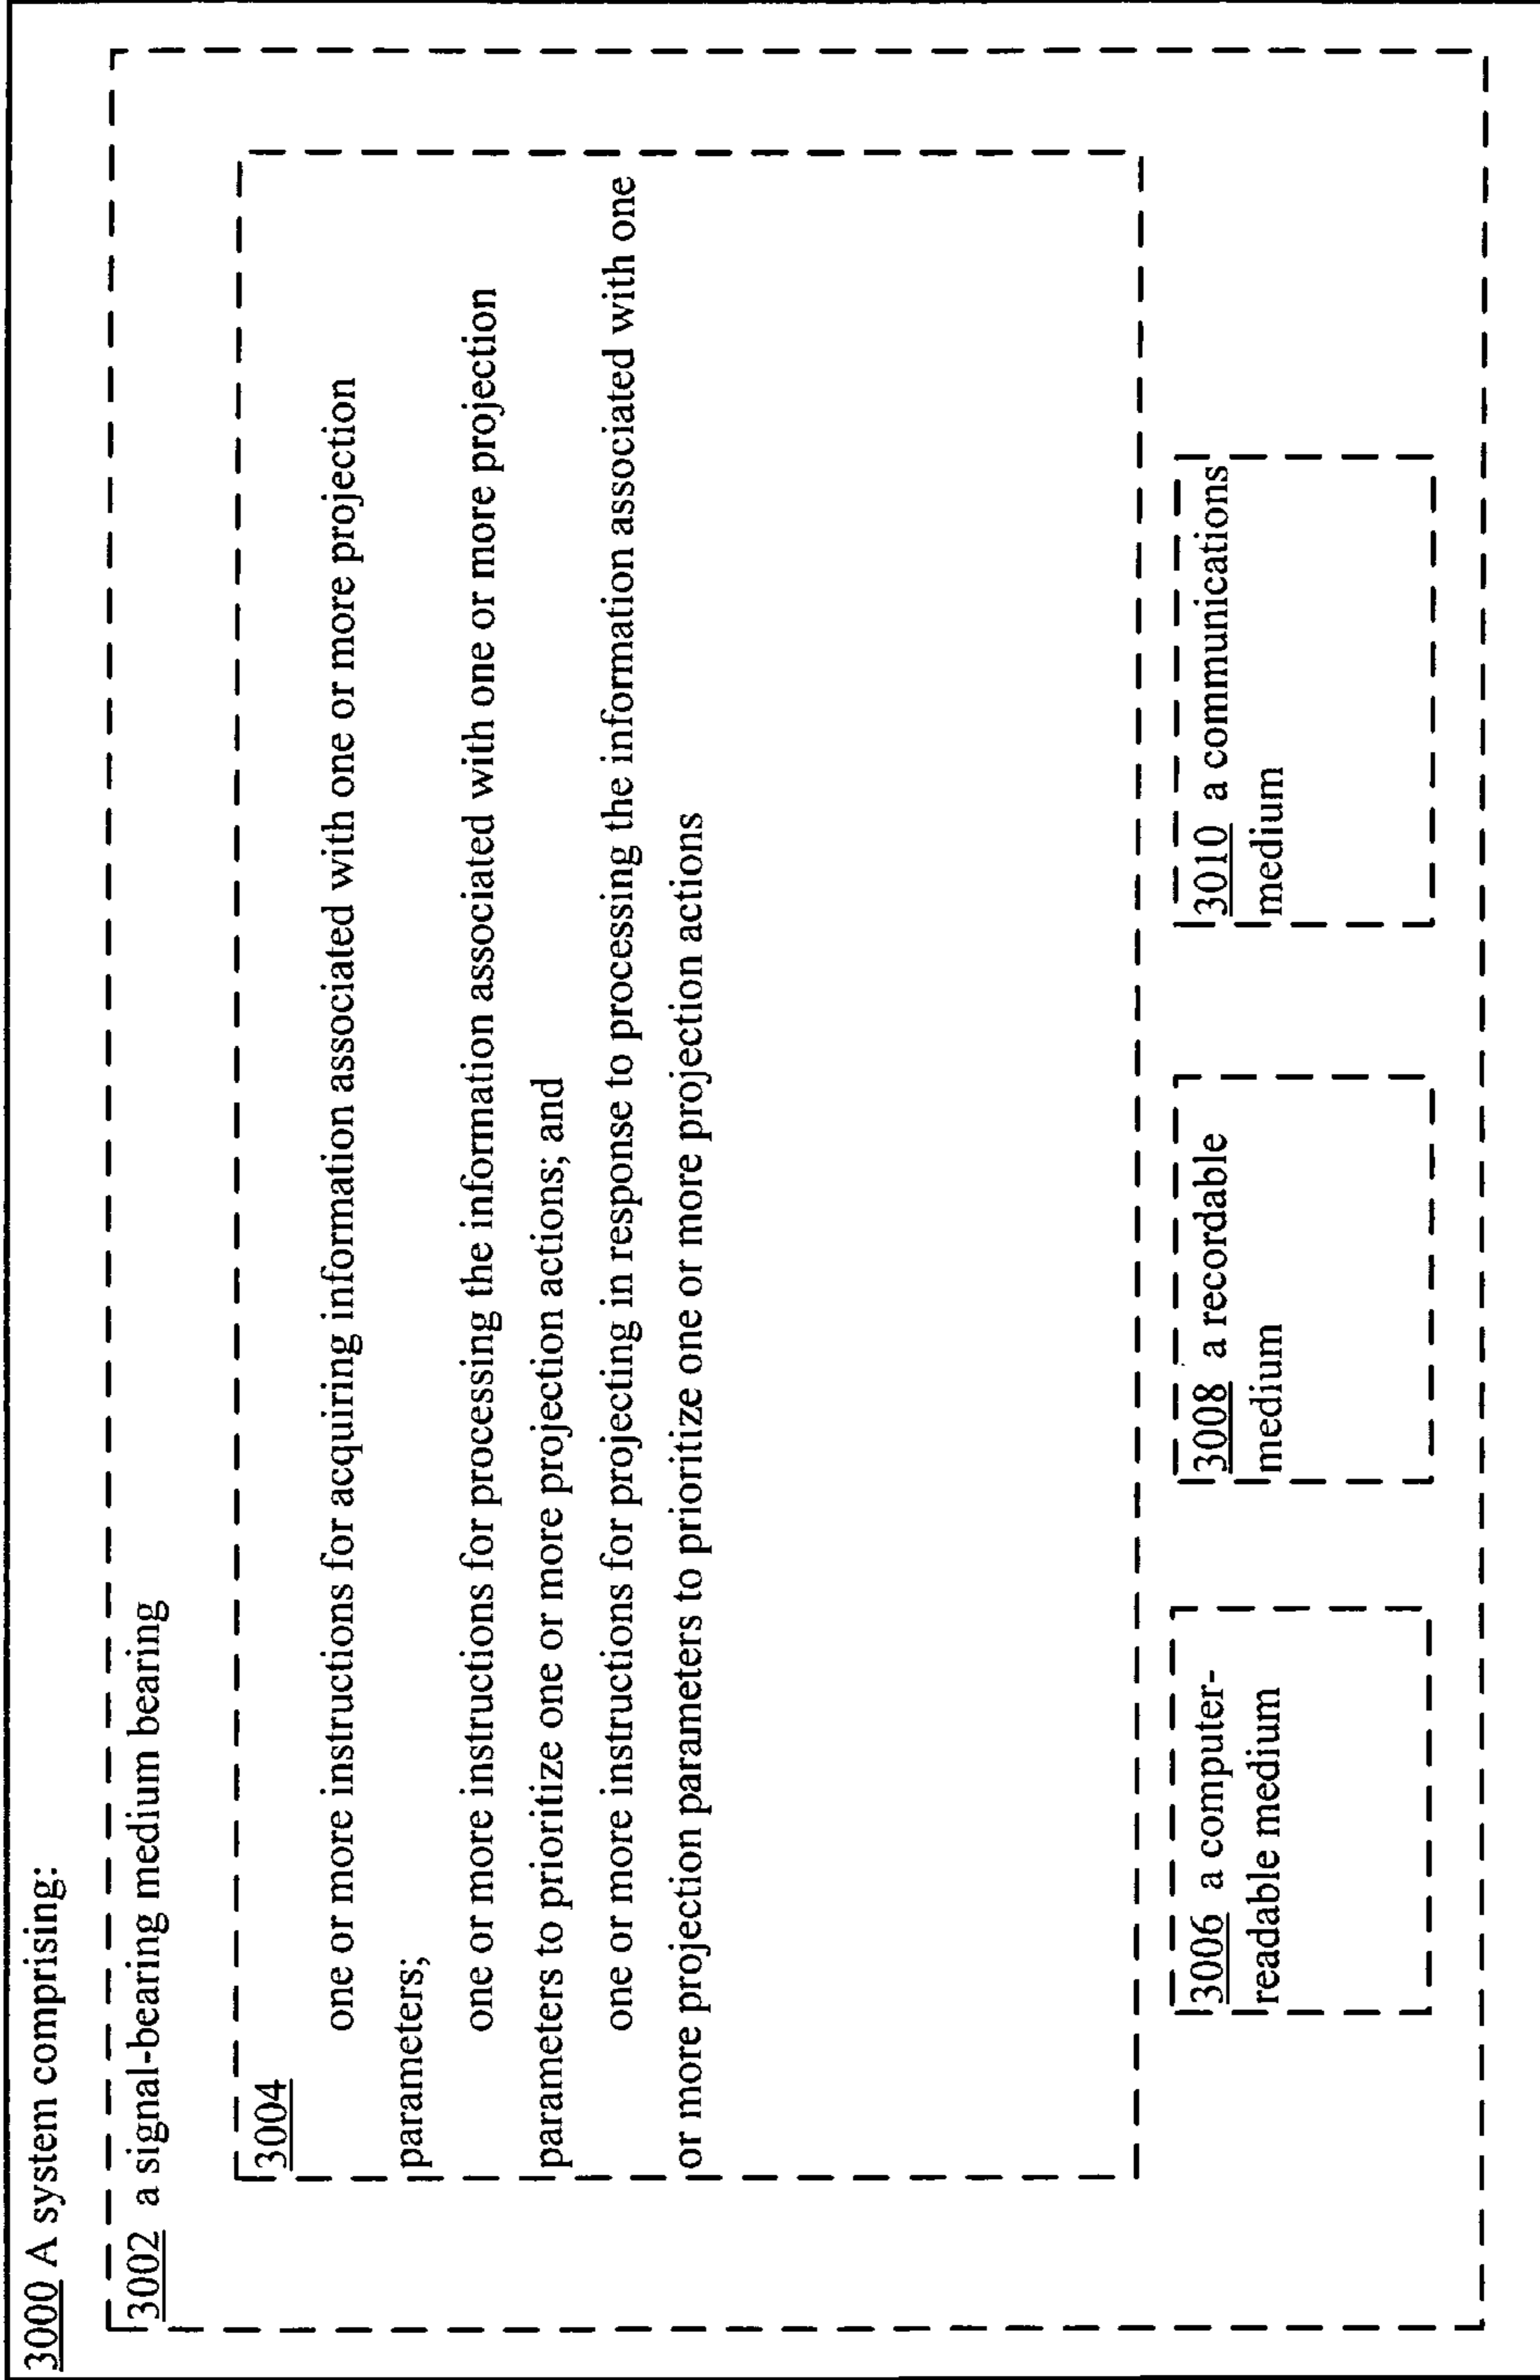 3000 A system comprising:
3002 a signal-bearing medium bearing
3004
one or more instructions for acquiring information associated with one or more projection
parameters;
one or more instructions for processing the information associated with one or more projection
parameters to prioritize one or more projection actions; and
one or more instructions for projecting in response to processing the information associated with one
or more projection parameters to prioritize one or more projection actions
3006 a computer-
readable medium
3008 a recordable
medium
3010 a communications
medium